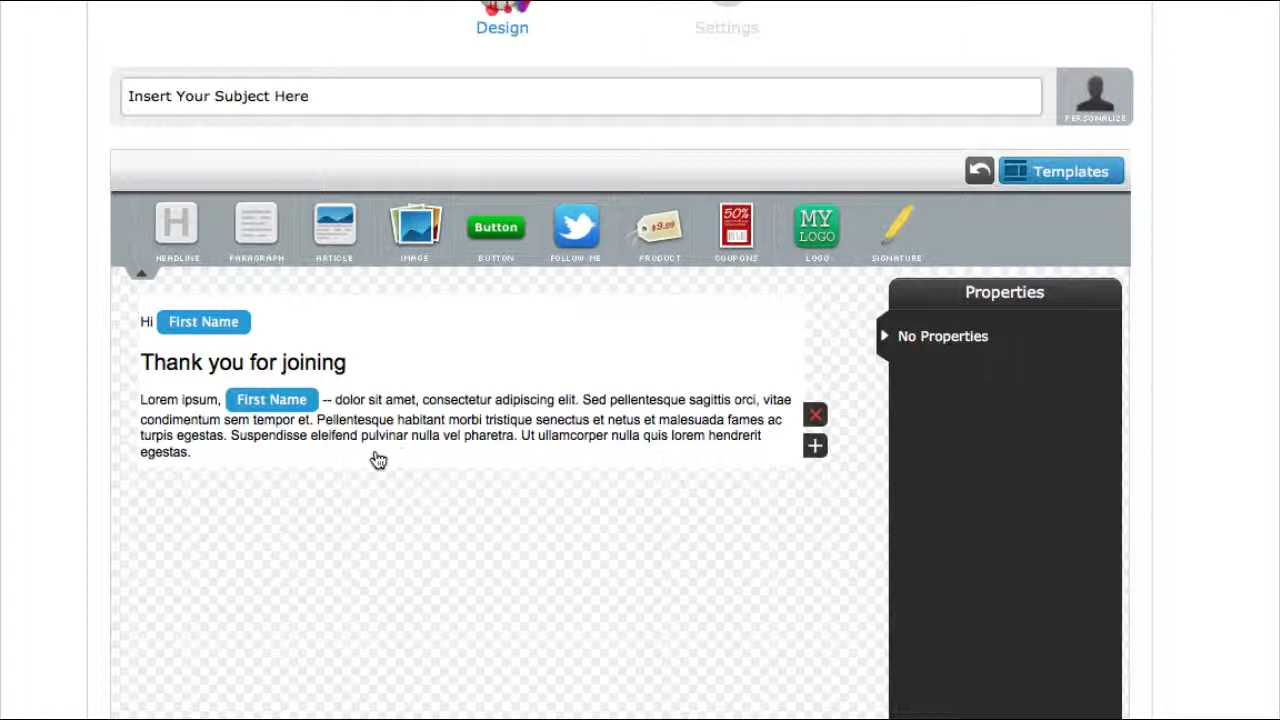 Design
Settings
Insert Your Subject Here
PERSONALIZE
Templates
H
Button
$9.99
50%
MY
LOGO
HEADLINE PARAGRAPH ARTICLE IMAGE BUTTON FOLLOW ME PRODUCT COUPONS LOGO SIGNATURE
Properties
No Properties
Hi First Name
Thank you for joining
Lorem ipsum, First Name -- dolor sit amet, consectetur adipiscing elit. Sed pellentesque sagittis orci, vitae
condimentum sem tempor et. Pellentesque habitant morbi tristique senectus et netus et malesuada fames ac
turpis egestas. Suspendisse eleifend pulvinar nulla vel pharetra. Ut ullamcorper nulla quis lorem hendrerit
egestas.